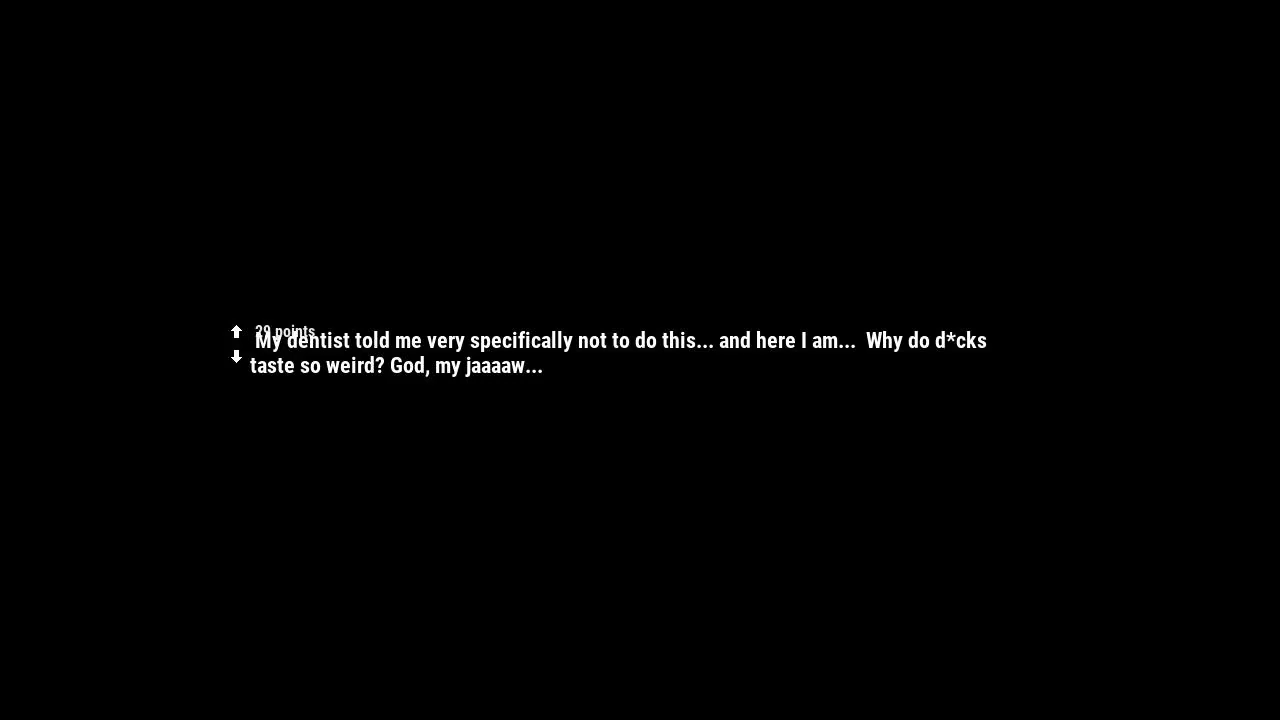 29 points
My dentist told me very specifically not to do this... and here I am...  Why do d*cks
taste so weird? God, my jaaaaw...